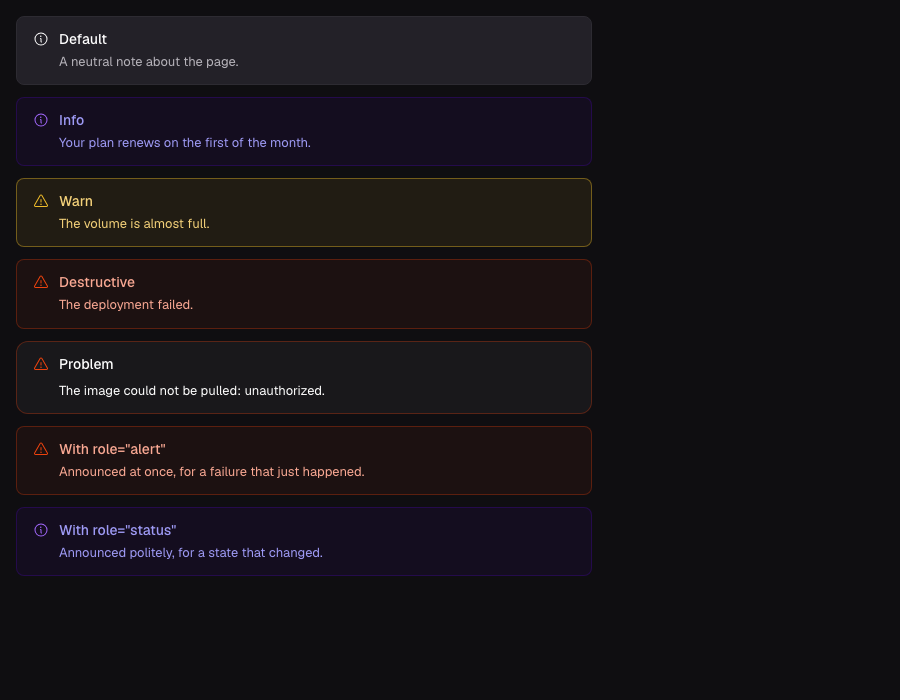 Default
A neutral note about the page.
Info
Your plan renews on the first of the month.
Warn
The volume is almost full.
Destructive
The deployment failed.
Problem
The image could not be pulled: unauthorized.
With role="alert"
Announced at once, for a failure that just happened.
With role="status"
Announced politely, for a state that changed.